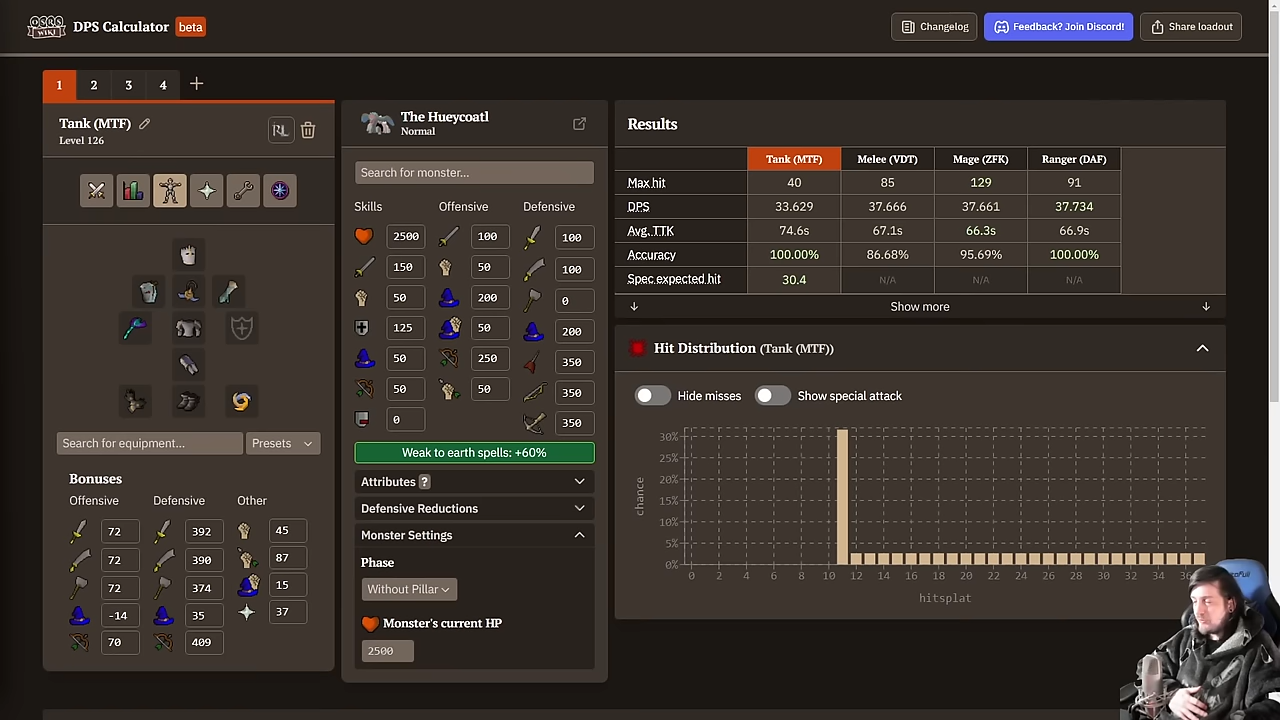 OSRS WIKI DPS Calculator beta
Changelog
Feedback? Join Discord!
Share loadout
1 2 3 4 +
Tank (MTF)
Level 126
Search for equipment...
Presets
Bonuses
Offensive Defensive Other
72 392 45
72 390 87
72 374 15
-14 35 37
70 409
The Hueycoatl
Normal
Search for monster...
Skills Offensive Defensive
2500 100 100
150 50 100
50 200 0
125 50 200
50 250 350
50 50 350
0 350
Weak to earth spells: +60%
Attributes ?
Defensive Reductions
Monster Settings
Phase
Without Pillar
Monster's current HP
2500
Results
Tank (MTF) Melee (VDT) Mage (ZFK) Ranger (DAF)
Max hit 40 85 129 91
DPS 33.629 37.666 37.661 37.734
Avg. TTK 74.6s 67.1s 66.3s 66.9s
Accuracy 100.00% 86.68% 95.69% 100.00%
Spec expected hit 30.4 N/A N/A N/A
↓ Show more ↓
Hit Distribution (Tank (MTF))
Hide misses
Show special attack
30%
25%
20%
15%
10%
5%
0%
chance
0 2 4 6 8 10 12 14 16 18 20 22 24 26 28 30 32 34
hitsplat